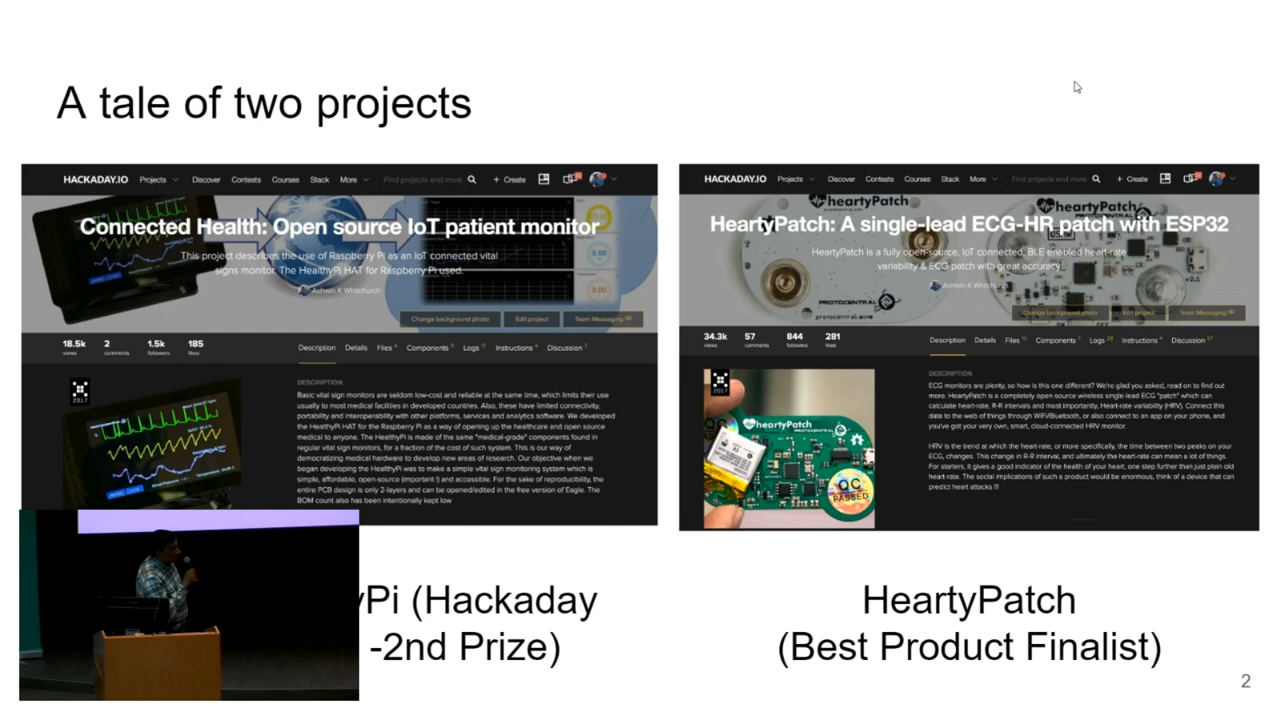 A tale of two projects
HACKADAY.IO Projects Discover Contests Courses Stack More Find projects and more + Create
Connected Health: Open source IoT patient monitor
This project describes the use of Raspberry Pi as an IoT connected vital
signs monitor. The HealthyPi HAT for Raspberry Pi used.
Ashwin K Whitchurch
Change background photo Edit project Team Messaging
18.5k views 2 comments 1.5k followers 185 likes
Description Details Files 4 Components 5 Logs Instructions 4 Discussion 2
2017
DESCRIPTION
Basic vital sign monitors are seldom low-cost and reliable at the same time, which limits their use
usually to most medical facilities in developed countries. Also, these have limited connectivity,
portability and interoperability with other platforms, services and analytics software. We developed
the HealthyPi HAT for the Raspberry Pi as a way of opening up the healthcare and open source
medical to anyone. The HealthyPi is made of the same "medical-grade" components found in
regular vital sign monitors, for a fraction of the cost of such system. This is our way of
democratizing medical hardware to develop new areas of research. Our objective when we
began developing the HealthyPi was to make a simple vital sign monitoring system which is
simple, affordable, open-source (important !) and accessible. For the sake of reproducibility, the
entire PCB design is only 2-layers and can be opened/edited in the free version of Eagle. The
BOM count also has been intentionally kept low
HACKADAY.IO Projects Discover Contests Courses Stack More Find projects and more + Create
heartyPatch
heartyPatch
HeartyPatch: A single-lead ECG-HR patch with ESP32
HeartyPatch is a fully open-source, IoT connected, BLE enabled heart-rate
variability & ECG patch with great accuracy
Ashwin K Whitchurch
PROTOCENTRAL
protocentral.com
v2.1
Change background photo Edit project Team Messaging
34.3k views 57 comments 844 followers 281 likes
Description Details Files Components 7 Logs Instructions Discussion
2017
heartyPatch
QC
PASSED
DESCRIPTION
ECG monitors are plenty, so how is this one different? We're glad you asked, read on to find out
more. HeartyPatch is a completely open-source wireless single-lead ECG "patch" which can
calculate heart-rate, R-R intervals and most importantly, Heart-rate variability (HRV). Connect this
data to the web of things through WiFi/Bluetooth, or also connect to an app on your phone, and
you've got your very own, smart, cloud-connected HRV monitor.
HRV is the trend at which the heart-rate, or more specifically, the time between two peaks on your
ECG, changes. This change in R-R interval, and ultimately the heart-rate can mean a lot of things.
For starters, it gives a good indicator of the health of your heart, one step further than just plain old
heart-rate. The social implications of such a product would be enormous, think of a device that can
predict heart attacks !!!
yPi (Hackaday
-2nd Prize)
HeartyPatch
(Best Product Finalist)
2